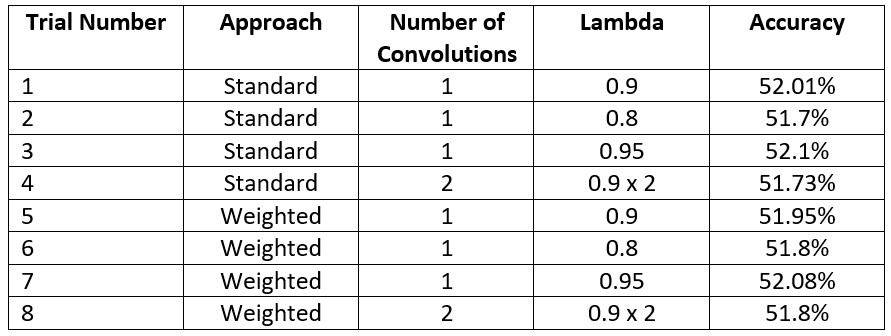 Trial Number Approach Number of Convolutions Lambda Accuracy
1 Standard 1 0.9 52.01%
2 Standard 1 0.8 51.7%
3 Standard 1 0.95 52.1%
4 Standard 2 0.9 x 2 51.73%
5 Weighted 1 0.9 51.95%
6 Weighted 1 0.8 51.8%
7 Weighted 1 0.95 52.08%
8 Weighted 2 0.9 x 2 51.8%